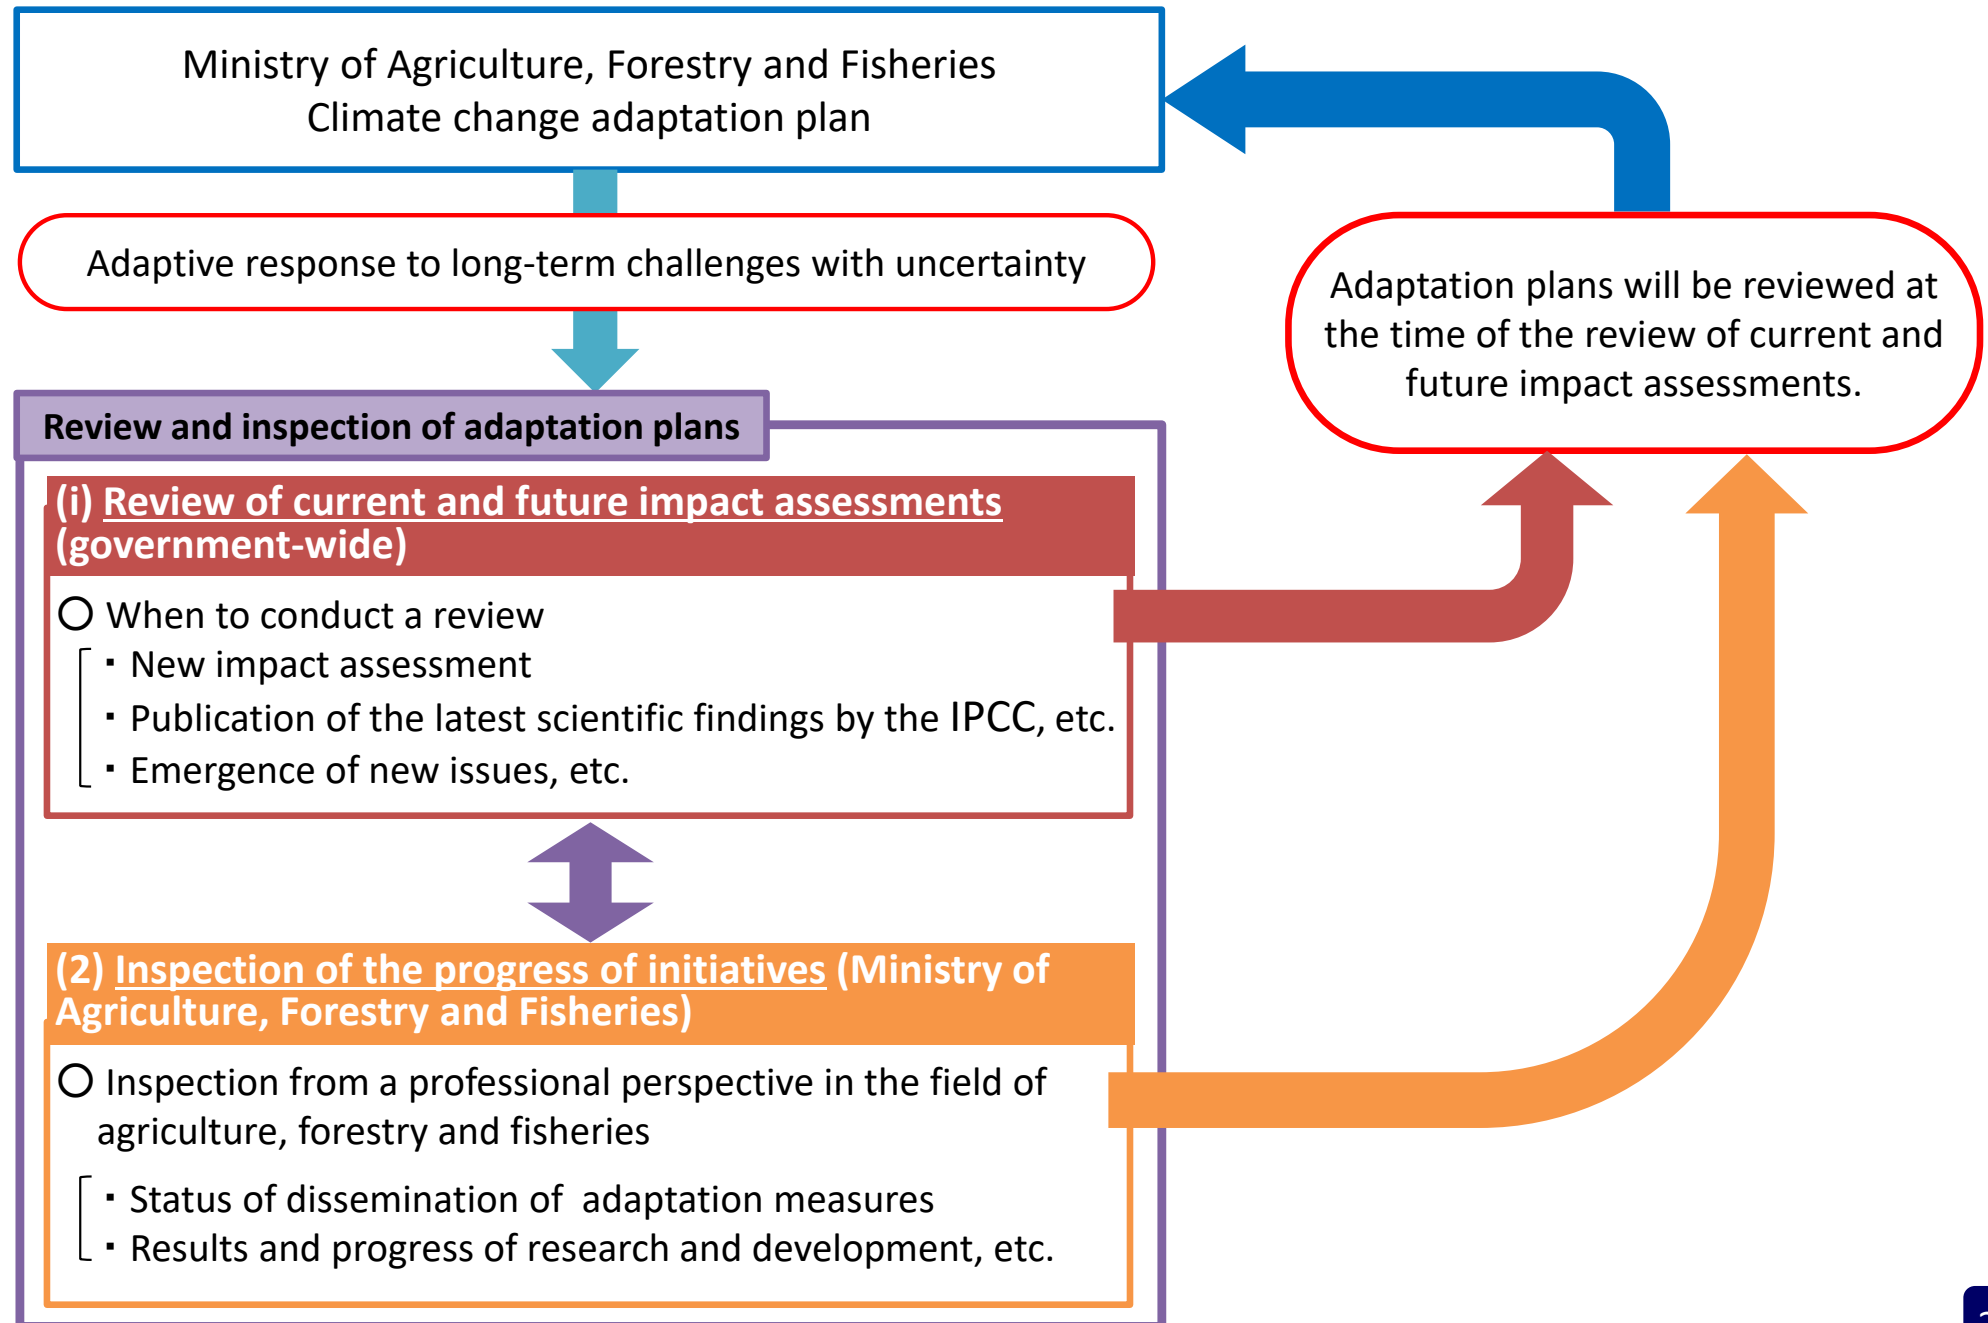 Ministry of Agriculture, Forestry and Fisheries
Climate change adaptation plan
Adaptive response to long-term challenges with uncertainty
Adaptation plans will be reviewed at
the time of the review of current and
future impact assessments.
Review and inspection of adaptation plans
(i) Review of current and future impact assessments
(government-wide)
○ When to conduct a review
・New impact assessment
・Publication of the latest scientific findings by the IPCC, etc.
・Emergence of new issues, etc.
(2) Inspection of the progress of initiatives (Ministry of
Agriculture, Forestry and Fisheries)
○ Inspection from a professional perspective in the field of
agriculture, forestry and fisheries
・Status of dissemination of  adaptation measures
・Results and progress of research and development, etc.